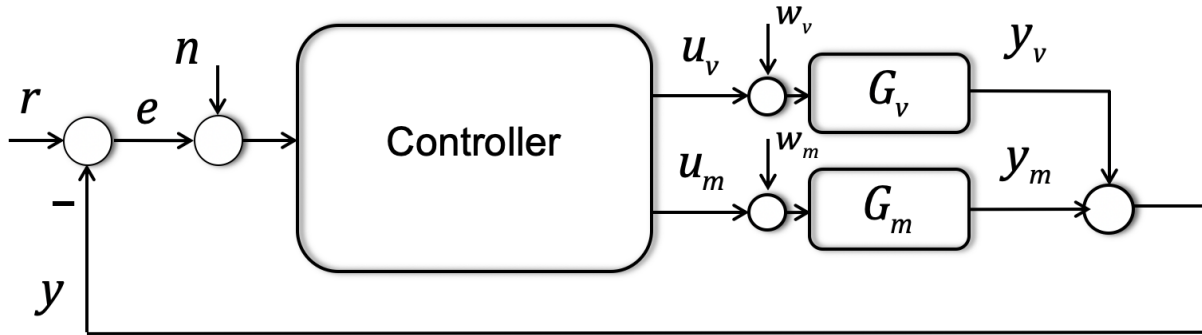 r
e
n
Controller
u_v
w_v
G_v
y_v
u_m
w_m
G_m
y_m
−
y